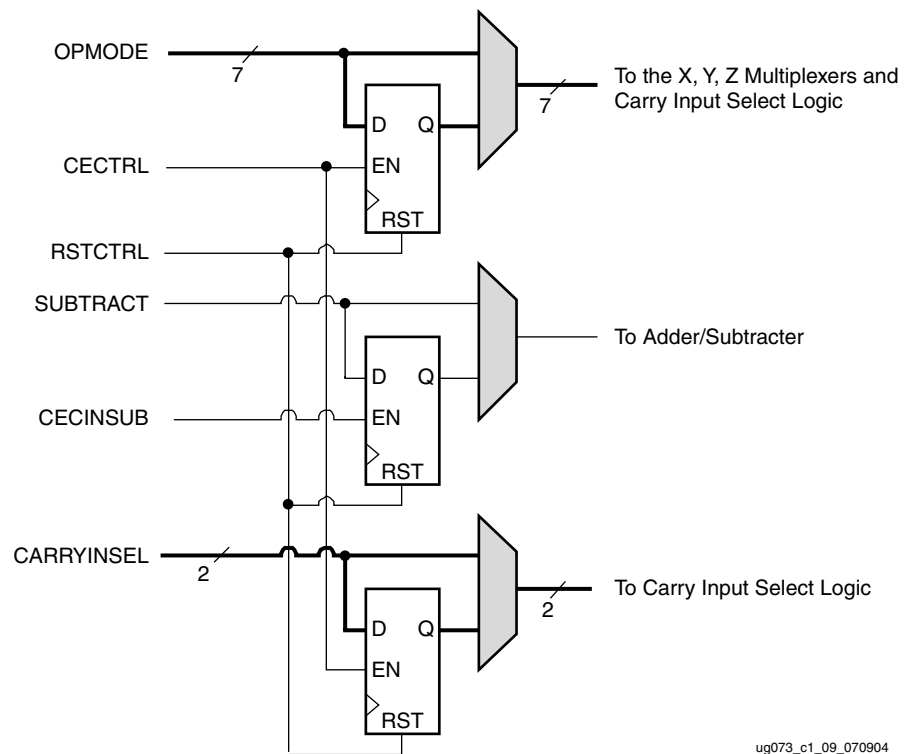 OPMODE
7
D Q
EN
RST
7
To the X, Y, Z Multiplexers and
Carry Input Select Logic
CECTRL
RSTCTRL
SUBTRACT
D Q
EN
RST
To Adder/Subtracter
CECINSUB
CARRYINSEL
2
D Q
EN
RST
2
To Carry Input Select Logic
ug073_c1_09_070904